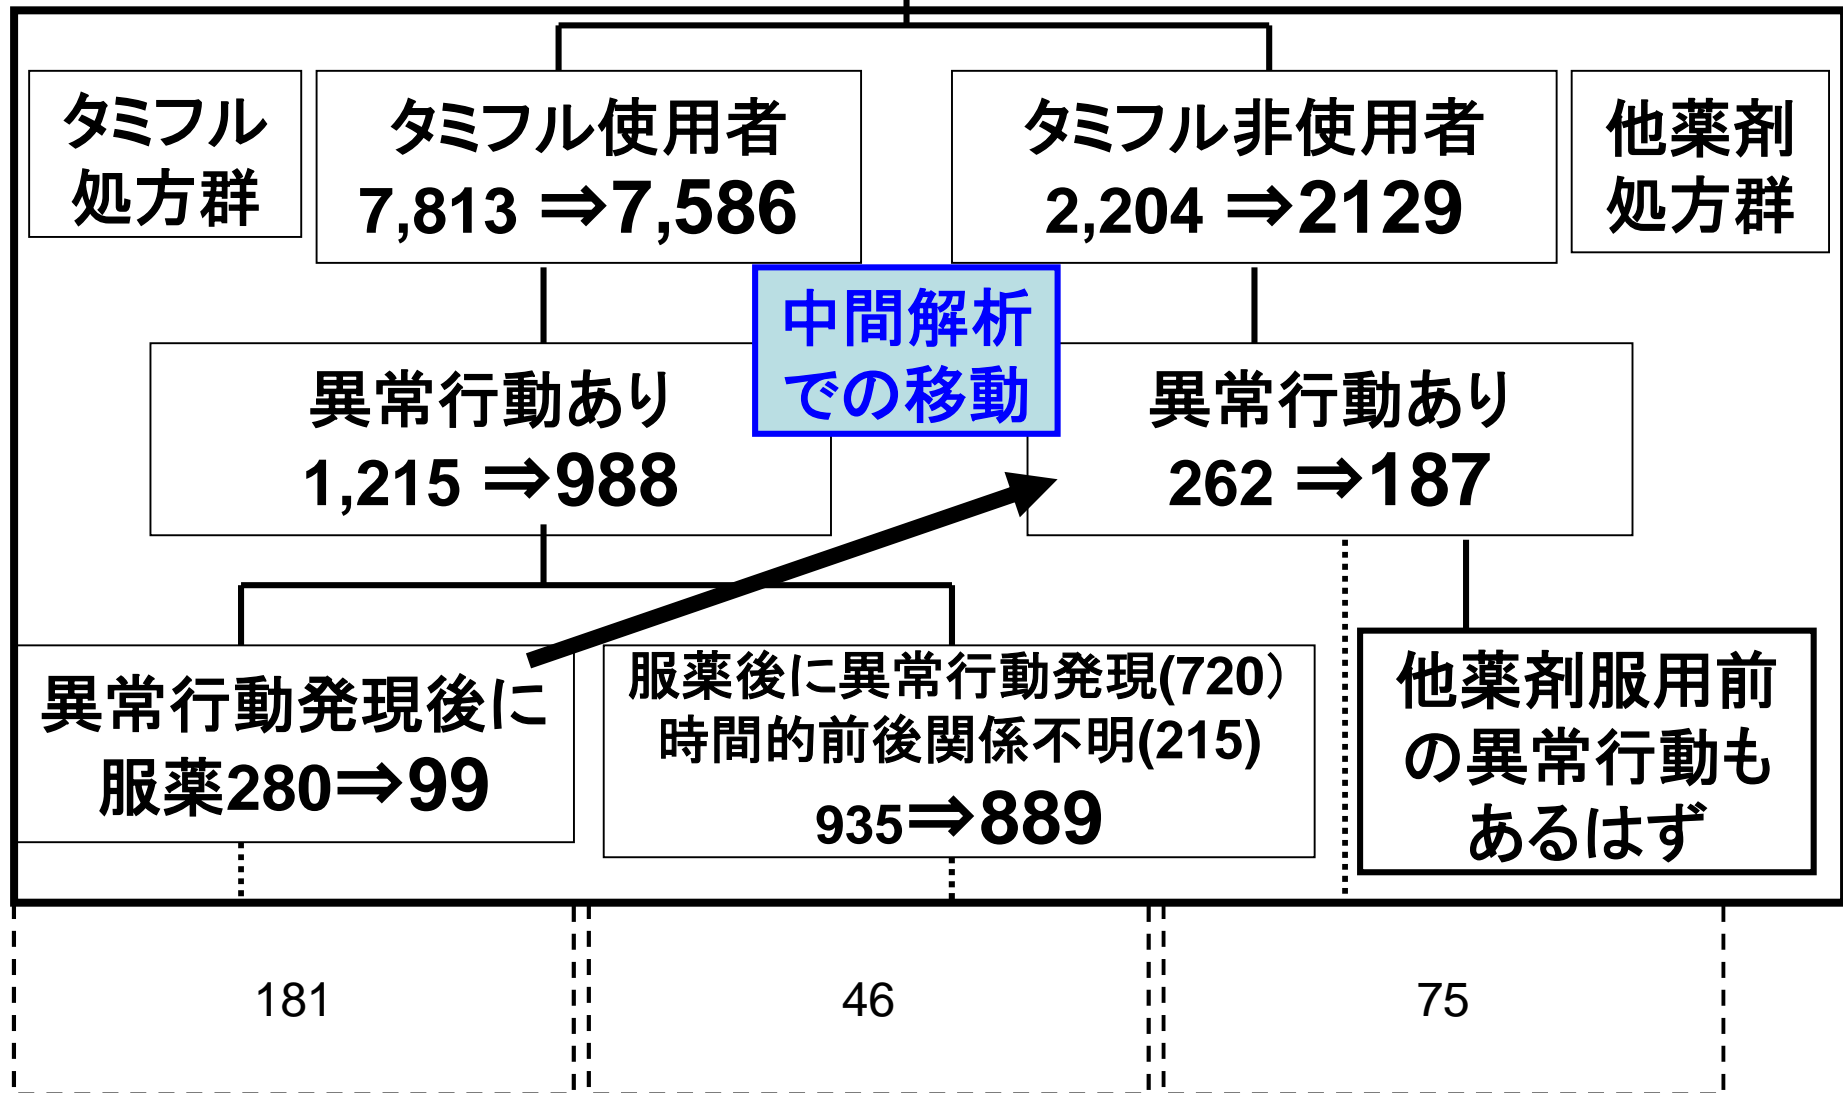 タミフル
処方群
タミフル使用者
7,813 ⇒7,586
タミフル非使用者
2,204 ⇒2129
他薬剤
処方群
中間解析
での移動
異常行動あり
1,215 ⇒988
異常行動あり
262 ⇒187
異常行動発現後に
服薬280⇒99
服薬後に異常行動発現(720）
時間的前後関係不明(215)
935⇒889
他薬剤服用前
の異常行動も
あるはず
181
46
75